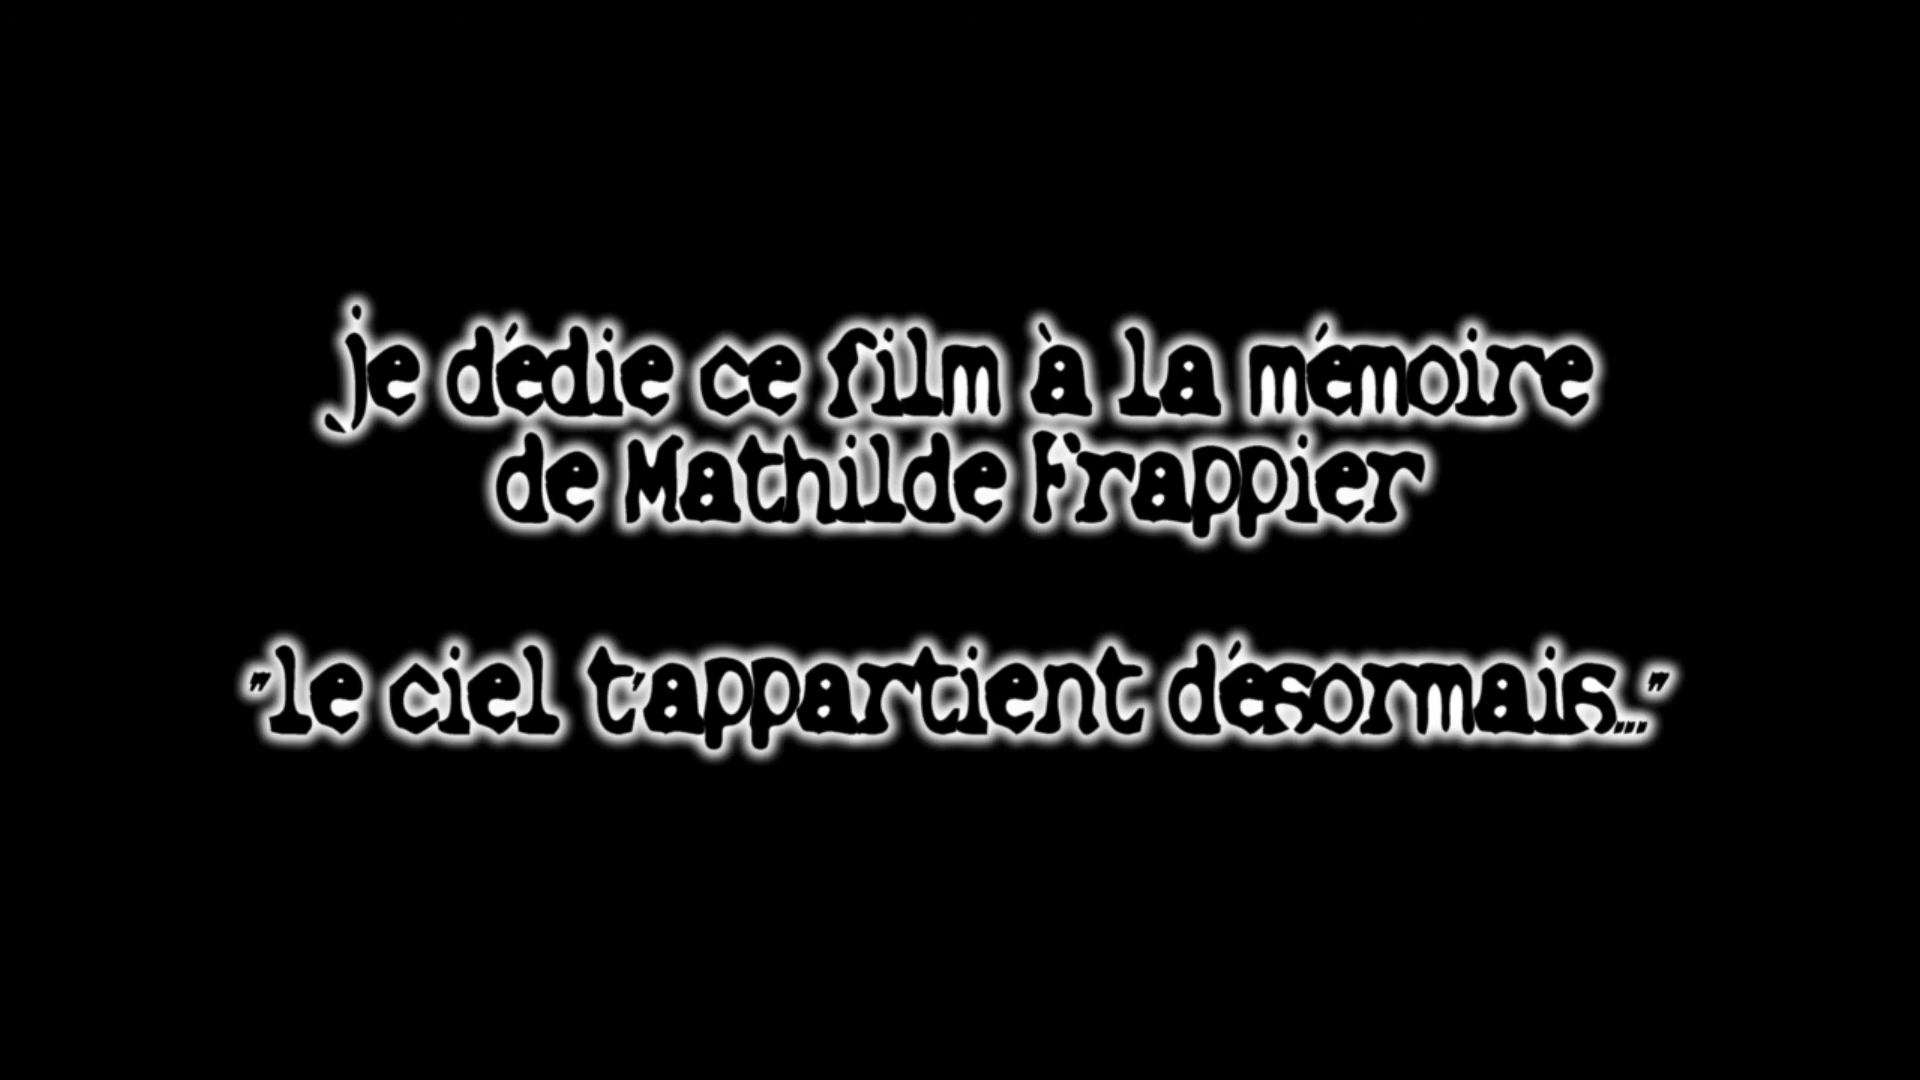 je dédie ce film à la mémoire
de Mathilde Frappier
"le ciel t'appartient désormais..."